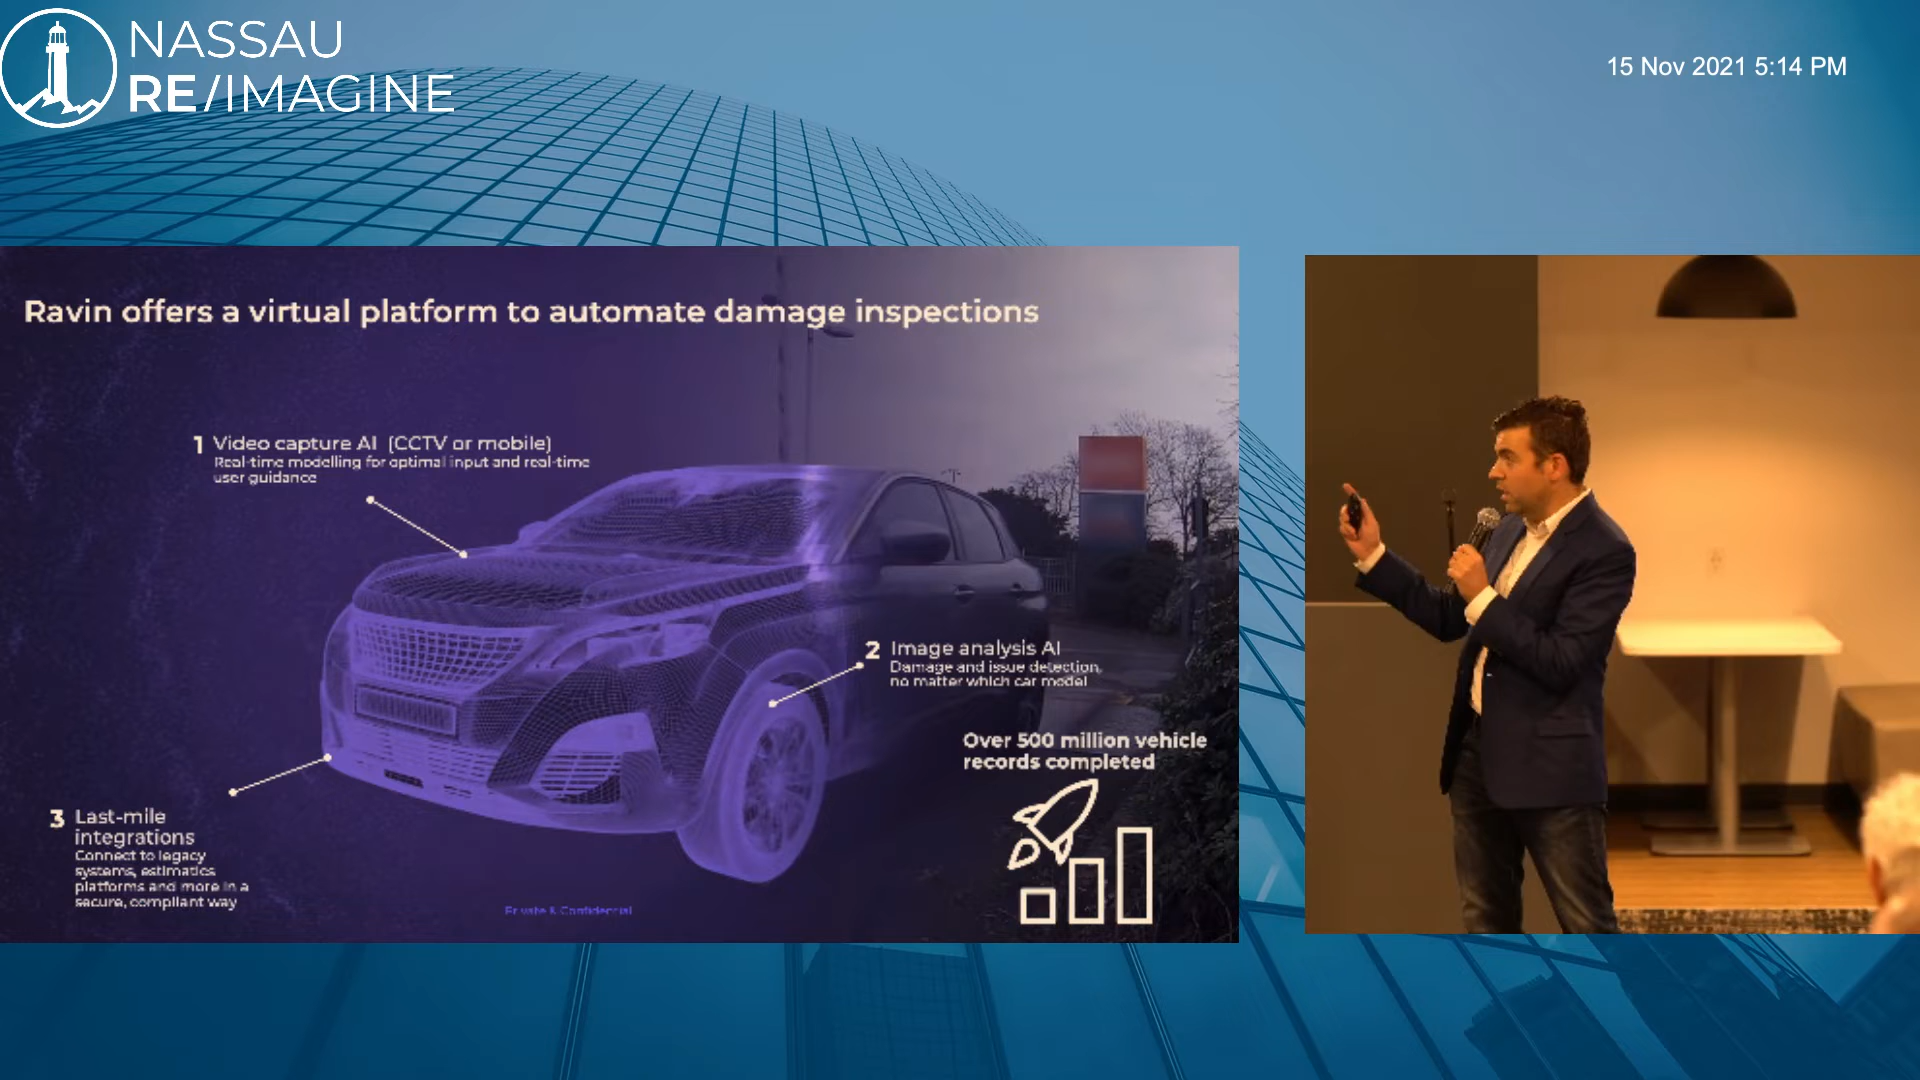 NASSAU
RE/IMAGINE
15 Nov 2021 5:14 PM
Ravin offers a virtual platform to automate damage inspections
1 Video capture AI (CCTV or mobile)
Real-time modelling for optimal input and real-time
user guidance
2 Image analysis AI
Damage and issue detection,
no matter which car model
Over 500 million vehicle
records completed
3 Last-mile
integrations
Connect to legacy
systems, estimatics
platforms and more in a
secure, compliant way
Private & Confidential